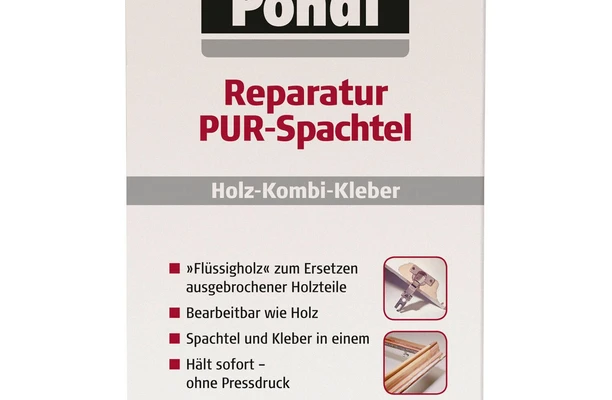 Reparatur
PUR-Spachtel
Holz-Kombi-Kleber
»Flüssigholz« zum Ersetzen
ausgebrochener Holzteile
Bearbeitbar wie Holz
Spachtel und Kleber in einem
Hält sofort –
ohne Pressdruck